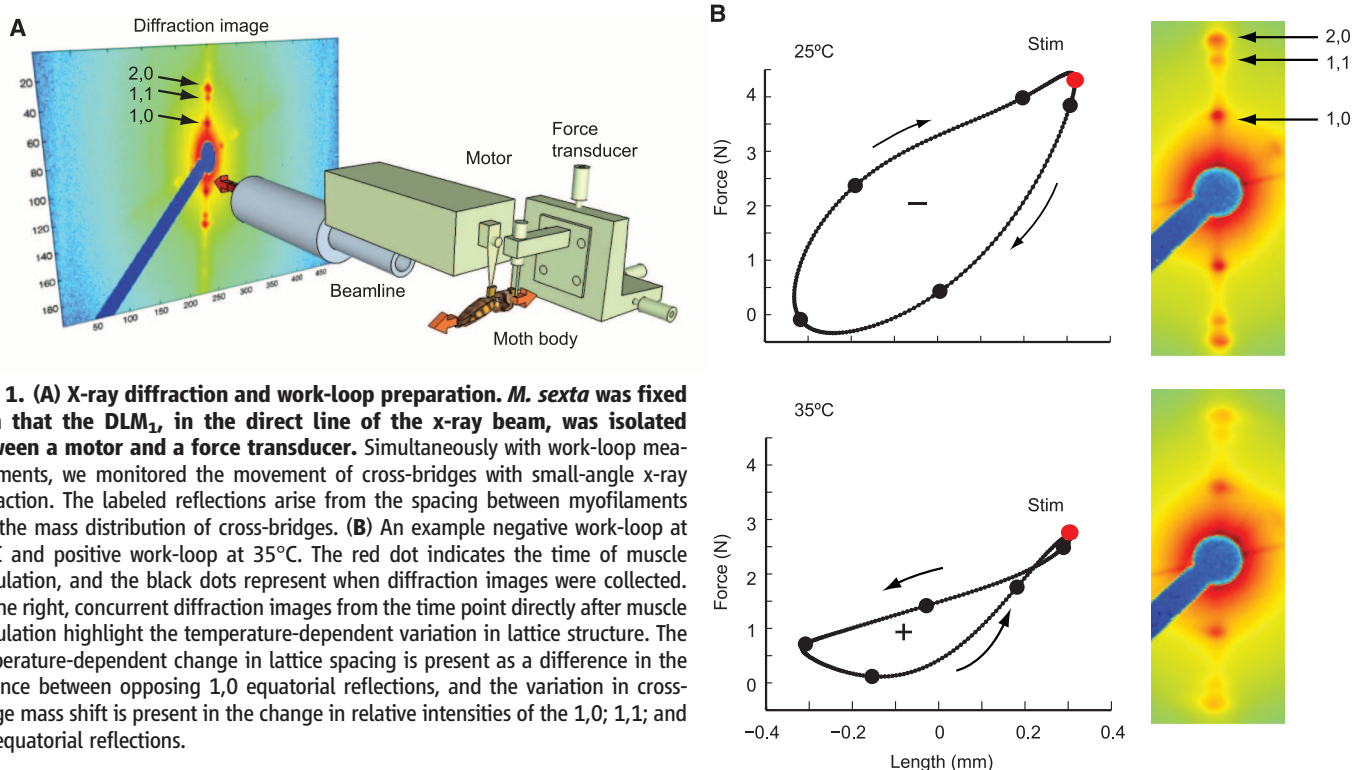 A
Diffraction image
2,0
1,1
1,0
20
40
60
80
100
120
140
160
180
50
100
150
200
250
300
350
400
450
Motor
Force
transducer
Beamline
Moth body
1. (A) X-ray diffraction and work-loop preparation. M. sexta was fixed
that the DLM1, in the direct line of the x-ray beam, was isolated
a motor and a force transducer. Simultaneously with work-loop mea-
we monitored the movement of cross-bridges with small-angle x-ray
The labeled reflections arise from the spacing between myofilaments
the mass distribution of cross-bridges. (B) An example negative work-loop at
and positive work-loop at 35°C. The red dot indicates the time of muscle
and the black dots represent when diffraction images were collected.
right, concurrent diffraction images from the time point directly after muscle
highlight the temperature-dependent variation in lattice structure. The
change in lattice spacing is present as a difference in the
between opposing 1,0 equatorial reflections, and the variation in cross-
mass shift is present in the change in relative intensities of the 1,0; 1,1; and
equatorial reflections.
B
25ºC
Stim
4
3
2
1
0
Force (N)
−
2,0
1,1
1,0
35ºC
Stim
4
3
2
1
0
Force (N)
+
−0.4
−0.2
0
0.2
0.4
Length (mm)